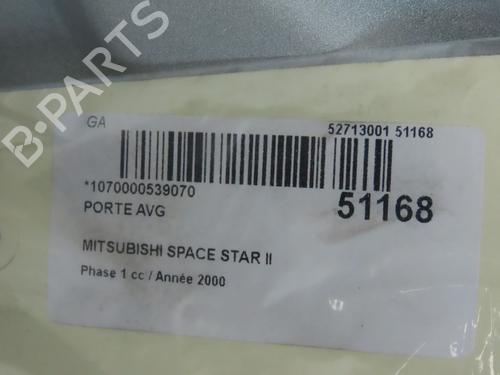 B-PARTS
GA
52713001 51168
*1070000539070
51168
PORTE AVG
MITSUBISHI SPACE STAR II
Phase 1 cc / Année 2000